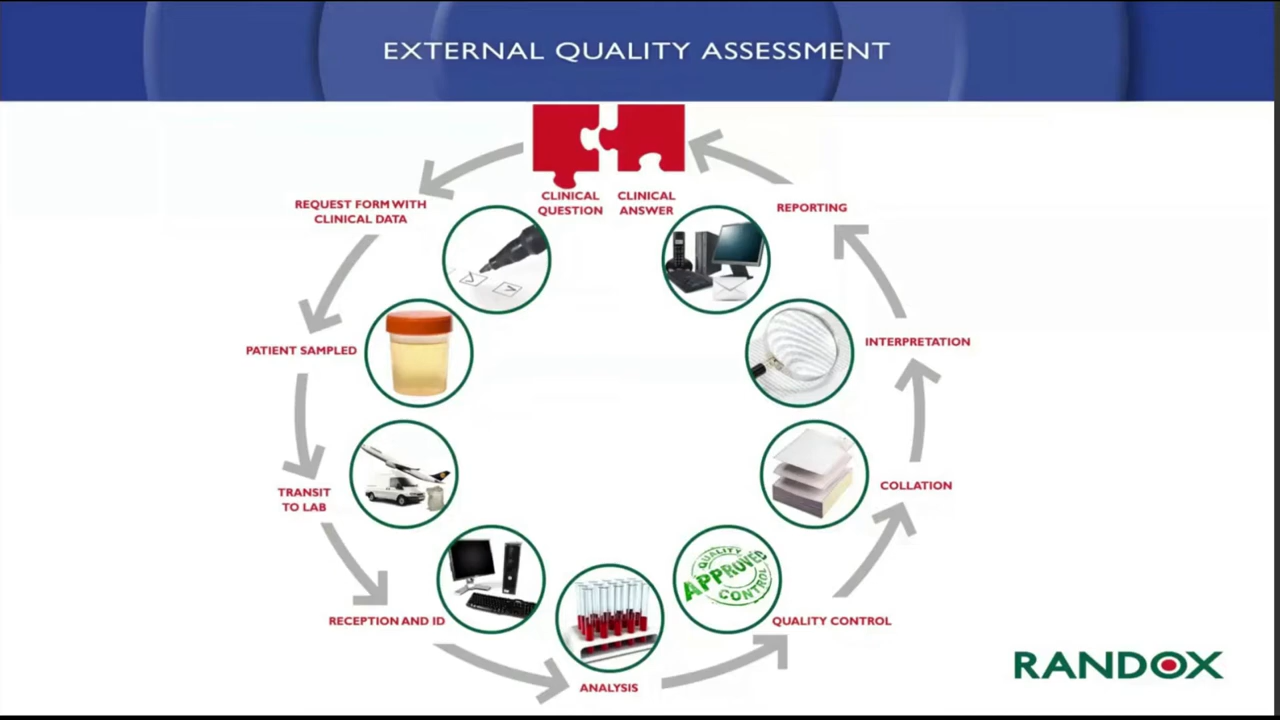 EXTERNAL QUALITY ASSESSMENT
CLINICAL
QUESTION
CLINICAL
ANSWER
REQUEST FORM WITH
CLINICAL DATA
PATIENT SAMPLED
TRANSIT
TO LAB
RECEPTION AND ID
ANALYSIS
QUALITY CONTROL
QUALITY
APPROVED
CONTROL
COLLATION
INTERPRETATION
REPORTING
RANDOX